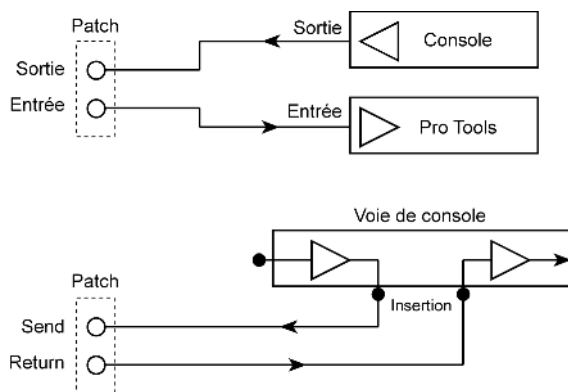 Patch
Sortie
Entrée
Sortie
Console
Entrée
Pro Tools
Voie de console
Insertion
Patch
Send
Return